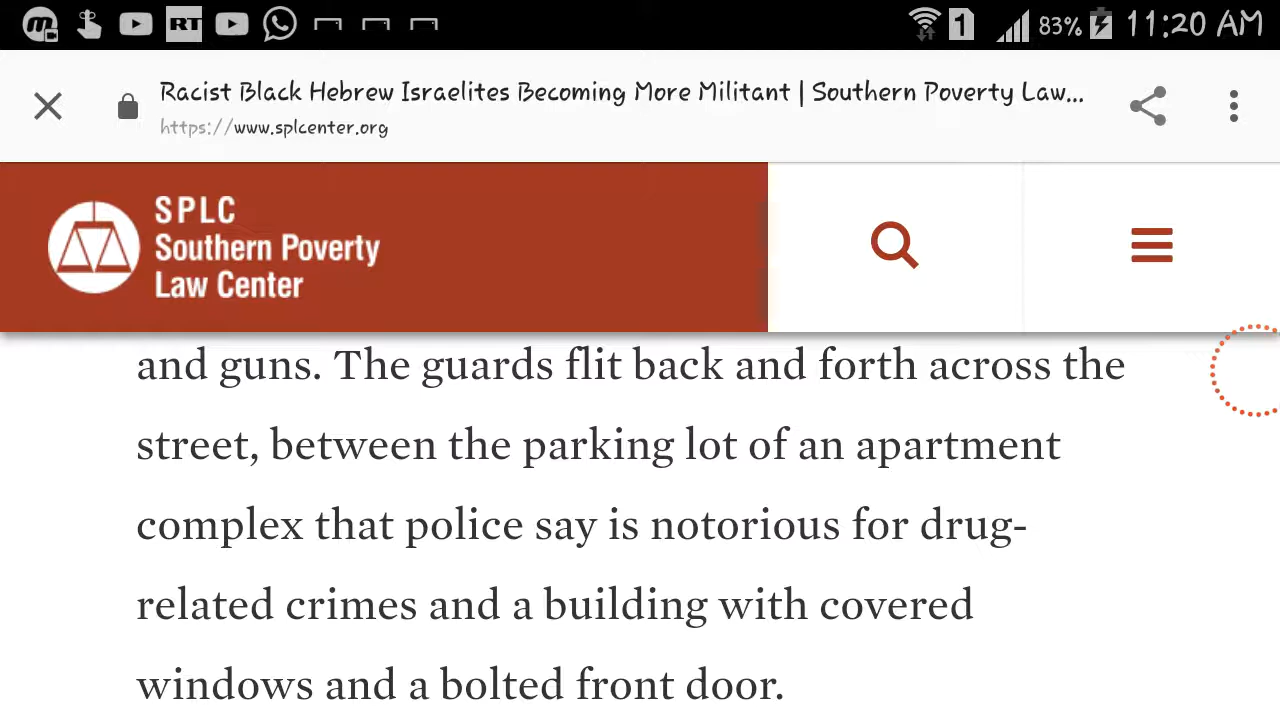 RT 1 83% 11:20 AM
Racist Black Hebrew Israelites Becoming More Militant | Southern Poverty Law...
https://www.splcenter.org
SPLC
Southern Poverty
Law Center
and guns. The guards flit back and forth across the
street, between the parking lot of an apartment
complex that police say is notorious for drug-
related crimes and a building with covered
windows and a bolted front door.